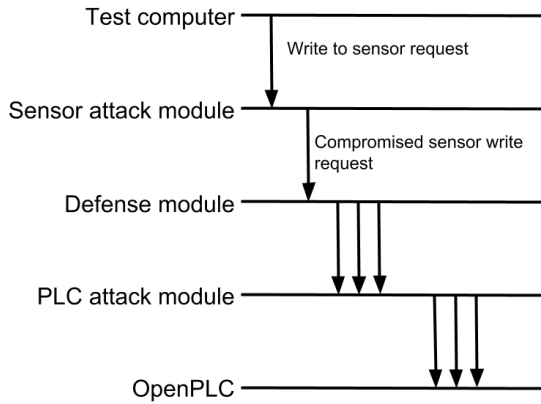 Test computer
Write to sensor request
Sensor attack module
Compromised sensor write
request
Defense module
PLC attack module
OpenPLC